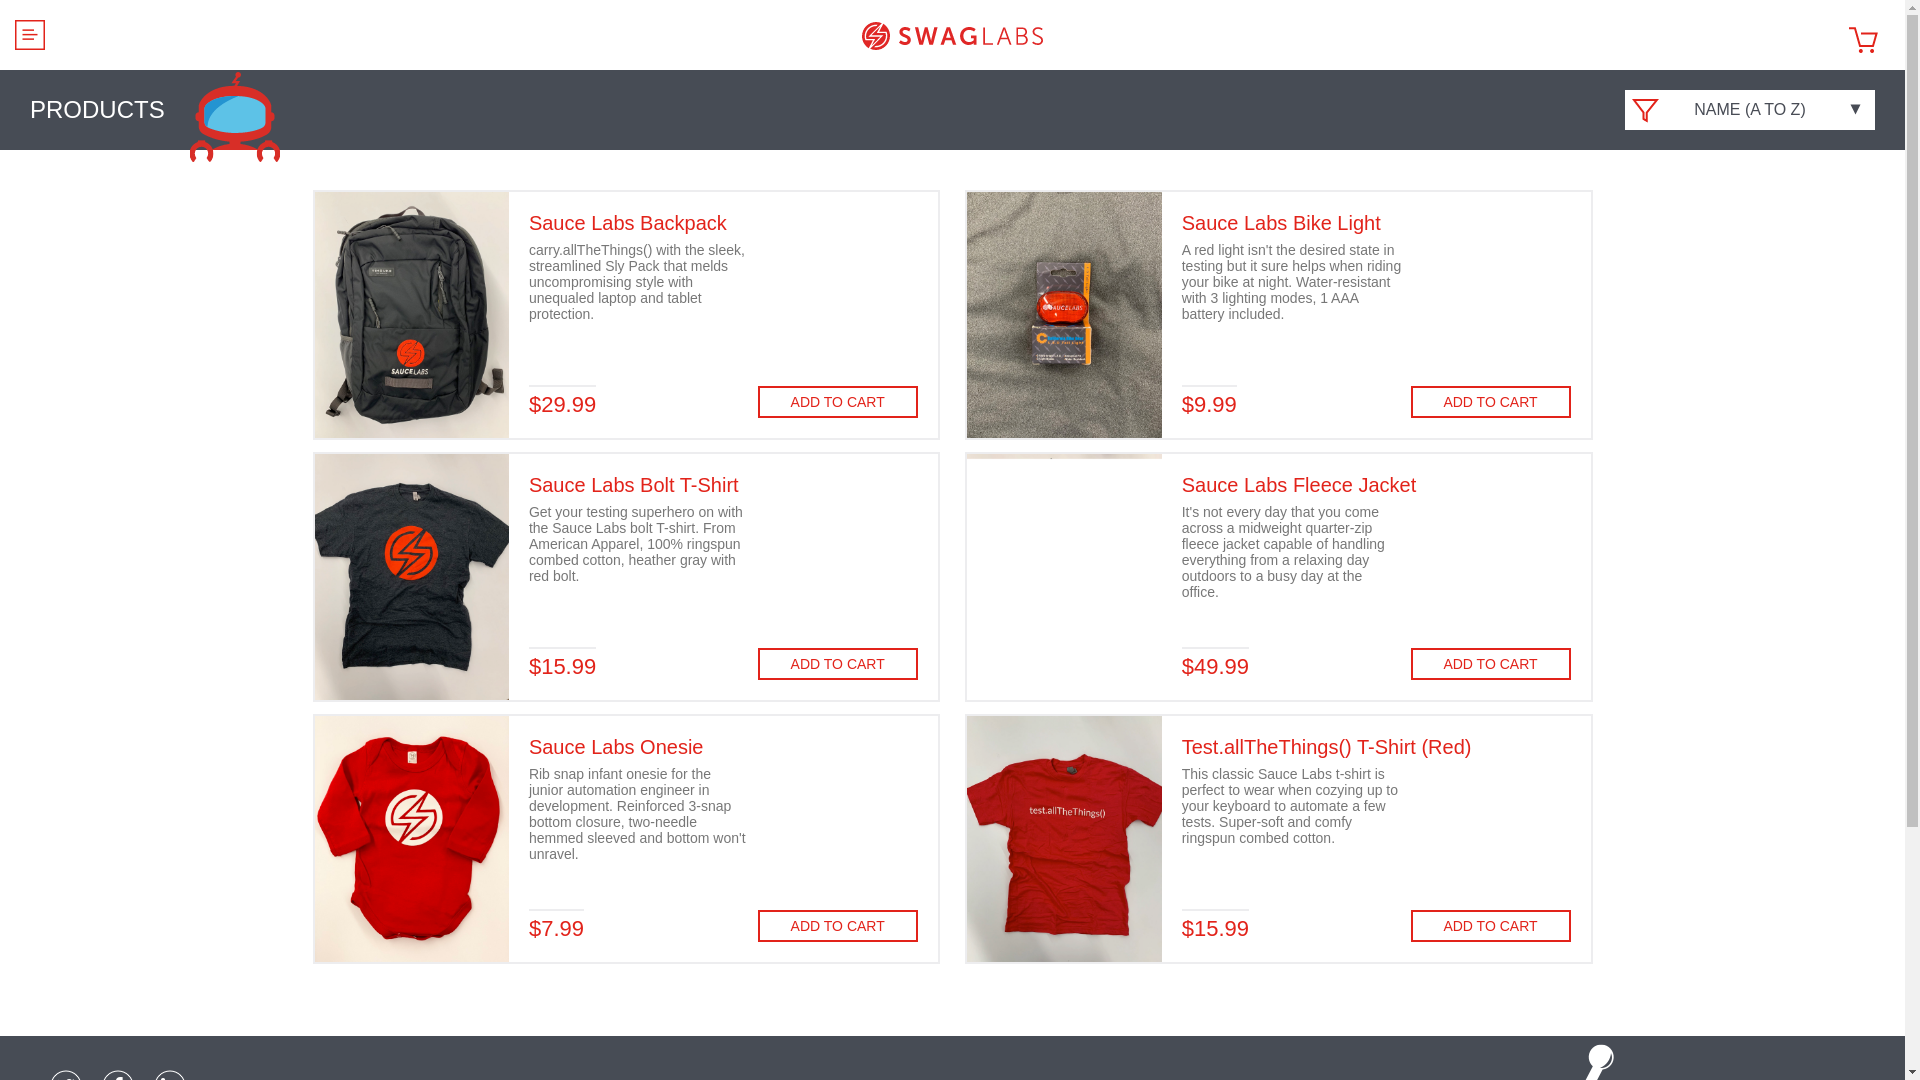 SWAGLABS
PRODUCTS
NAME (A TO Z) ▼
Sauce Labs Backpack
carry.allTheThings() with the sleek,
streamlined Sly Pack that melds
uncompromising style with
unequaled laptop and tablet
protection.
$29.99
ADD TO CART
SAUCELABS
Sauce Labs Bike Light
A red light isn't the desired state in
testing but it sure helps when riding
your bike at night. Water-resistant
with 3 lighting modes, 1 AAA
battery included.
$9.99
ADD TO CART
SAUCELABS
Sauce Labs Bolt T-Shirt
Get your testing superhero on with
the Sauce Labs bolt T-shirt. From
American Apparel, 100% ringspun
combed cotton, heather gray with
red bolt.
$15.99
ADD TO CART
Sauce Labs Fleece Jacket
It's not every day that you come
across a midweight quarter-zip
fleece jacket capable of handling
everything from a relaxing day
outdoors to a busy day at the
office.
$49.99
ADD TO CART
Sauce Labs Onesie
Rib snap infant onesie for the
junior automation engineer in
development. Reinforced 3-snap
bottom closure, two-needle
hemmed sleeved and bottom won't
unravel.
$7.99
ADD TO CART
Test.allTheThings() T-Shirt (Red)
This classic Sauce Labs t-shirt is
perfect to wear when cozying up to
your keyboard to automate a few
tests. Super-soft and comfy
ringspun combed cotton.
$15.99
ADD TO CART
test.allTheThings()